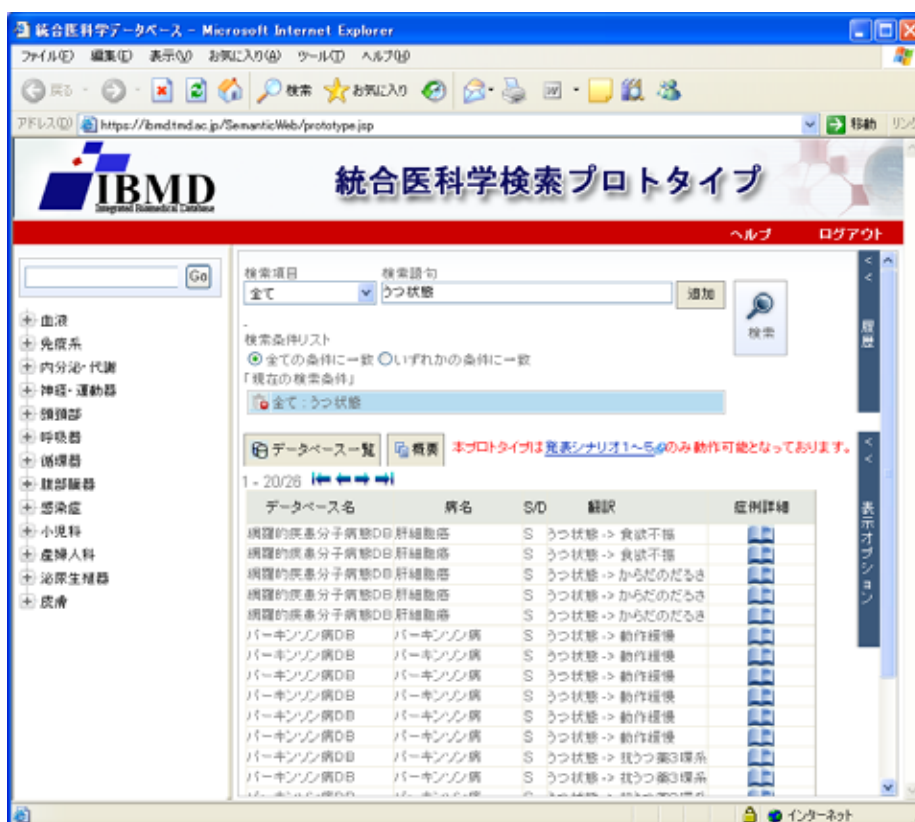 統合医科学データベース - Microsoft Internet Explorer
ファイル(F) 編集(E) 表示(V) お気に入り(A) ツール(T) ヘルプ(H)
戻る 検索 お気に入り
アドレス(D) https://ibmd.tmd.ac.jp/SemanticWeb/prototype.jsp 移動 リンク
IBMD
Integrated Biomedical Database
統合医科学検索プロトタイプ
ヘルプ ログアウト
Go
血液
免疫系
内分泌・代謝
神経・運動器
頭頚部
呼吸器
循環器
腹部臓器
感染症
小児科
産婦人科
泌尿生殖器
皮膚
検索項目 検索語句
全て うつ状態 追加
検索
検索条件リスト
全ての条件に一致 いずれかの条件に一致
「現在の検索条件」
全て : うつ状態
データベース一覧 概要 本プロトタイプは発表シナリオ1～5のみ動作可能となっております。
1 - 20/26
データベース名 病名 S/D 翻訳 症例詳細
網羅的疾患分子病態DB 肝細胞癌 S うつ状態 -> 食欲不振
網羅的疾患分子病態DB 肝細胞癌 S うつ状態 -> 食欲不振
網羅的疾患分子病態DB 肝細胞癌 S うつ状態 -> からだのだるさ
網羅的疾患分子病態DB 肝細胞癌 S うつ状態 -> からだのだるさ
網羅的疾患分子病態DB 肝細胞癌 S うつ状態 -> からだのだるさ
パーキンソン病DB パーキンソン病 S うつ状態 -> 動作緩慢
パーキンソン病DB パーキンソン病 S うつ状態 -> 動作緩慢
パーキンソン病DB パーキンソン病 S うつ状態 -> 動作緩慢
パーキンソン病DB パーキンソン病 S うつ状態 -> 動作緩慢
パーキンソン病DB パーキンソン病 S うつ状態 -> 動作緩慢
パーキンソン病DB パーキンソン病 S うつ状態 -> 動作緩慢
パーキンソン病DB パーキンソン病 S うつ状態 -> 抗うつ薬3環系
パーキンソン病DB パーキンソン病 S うつ状態 -> 抗うつ薬3環系
<< 履歴
<< 表示オプション
インターネット